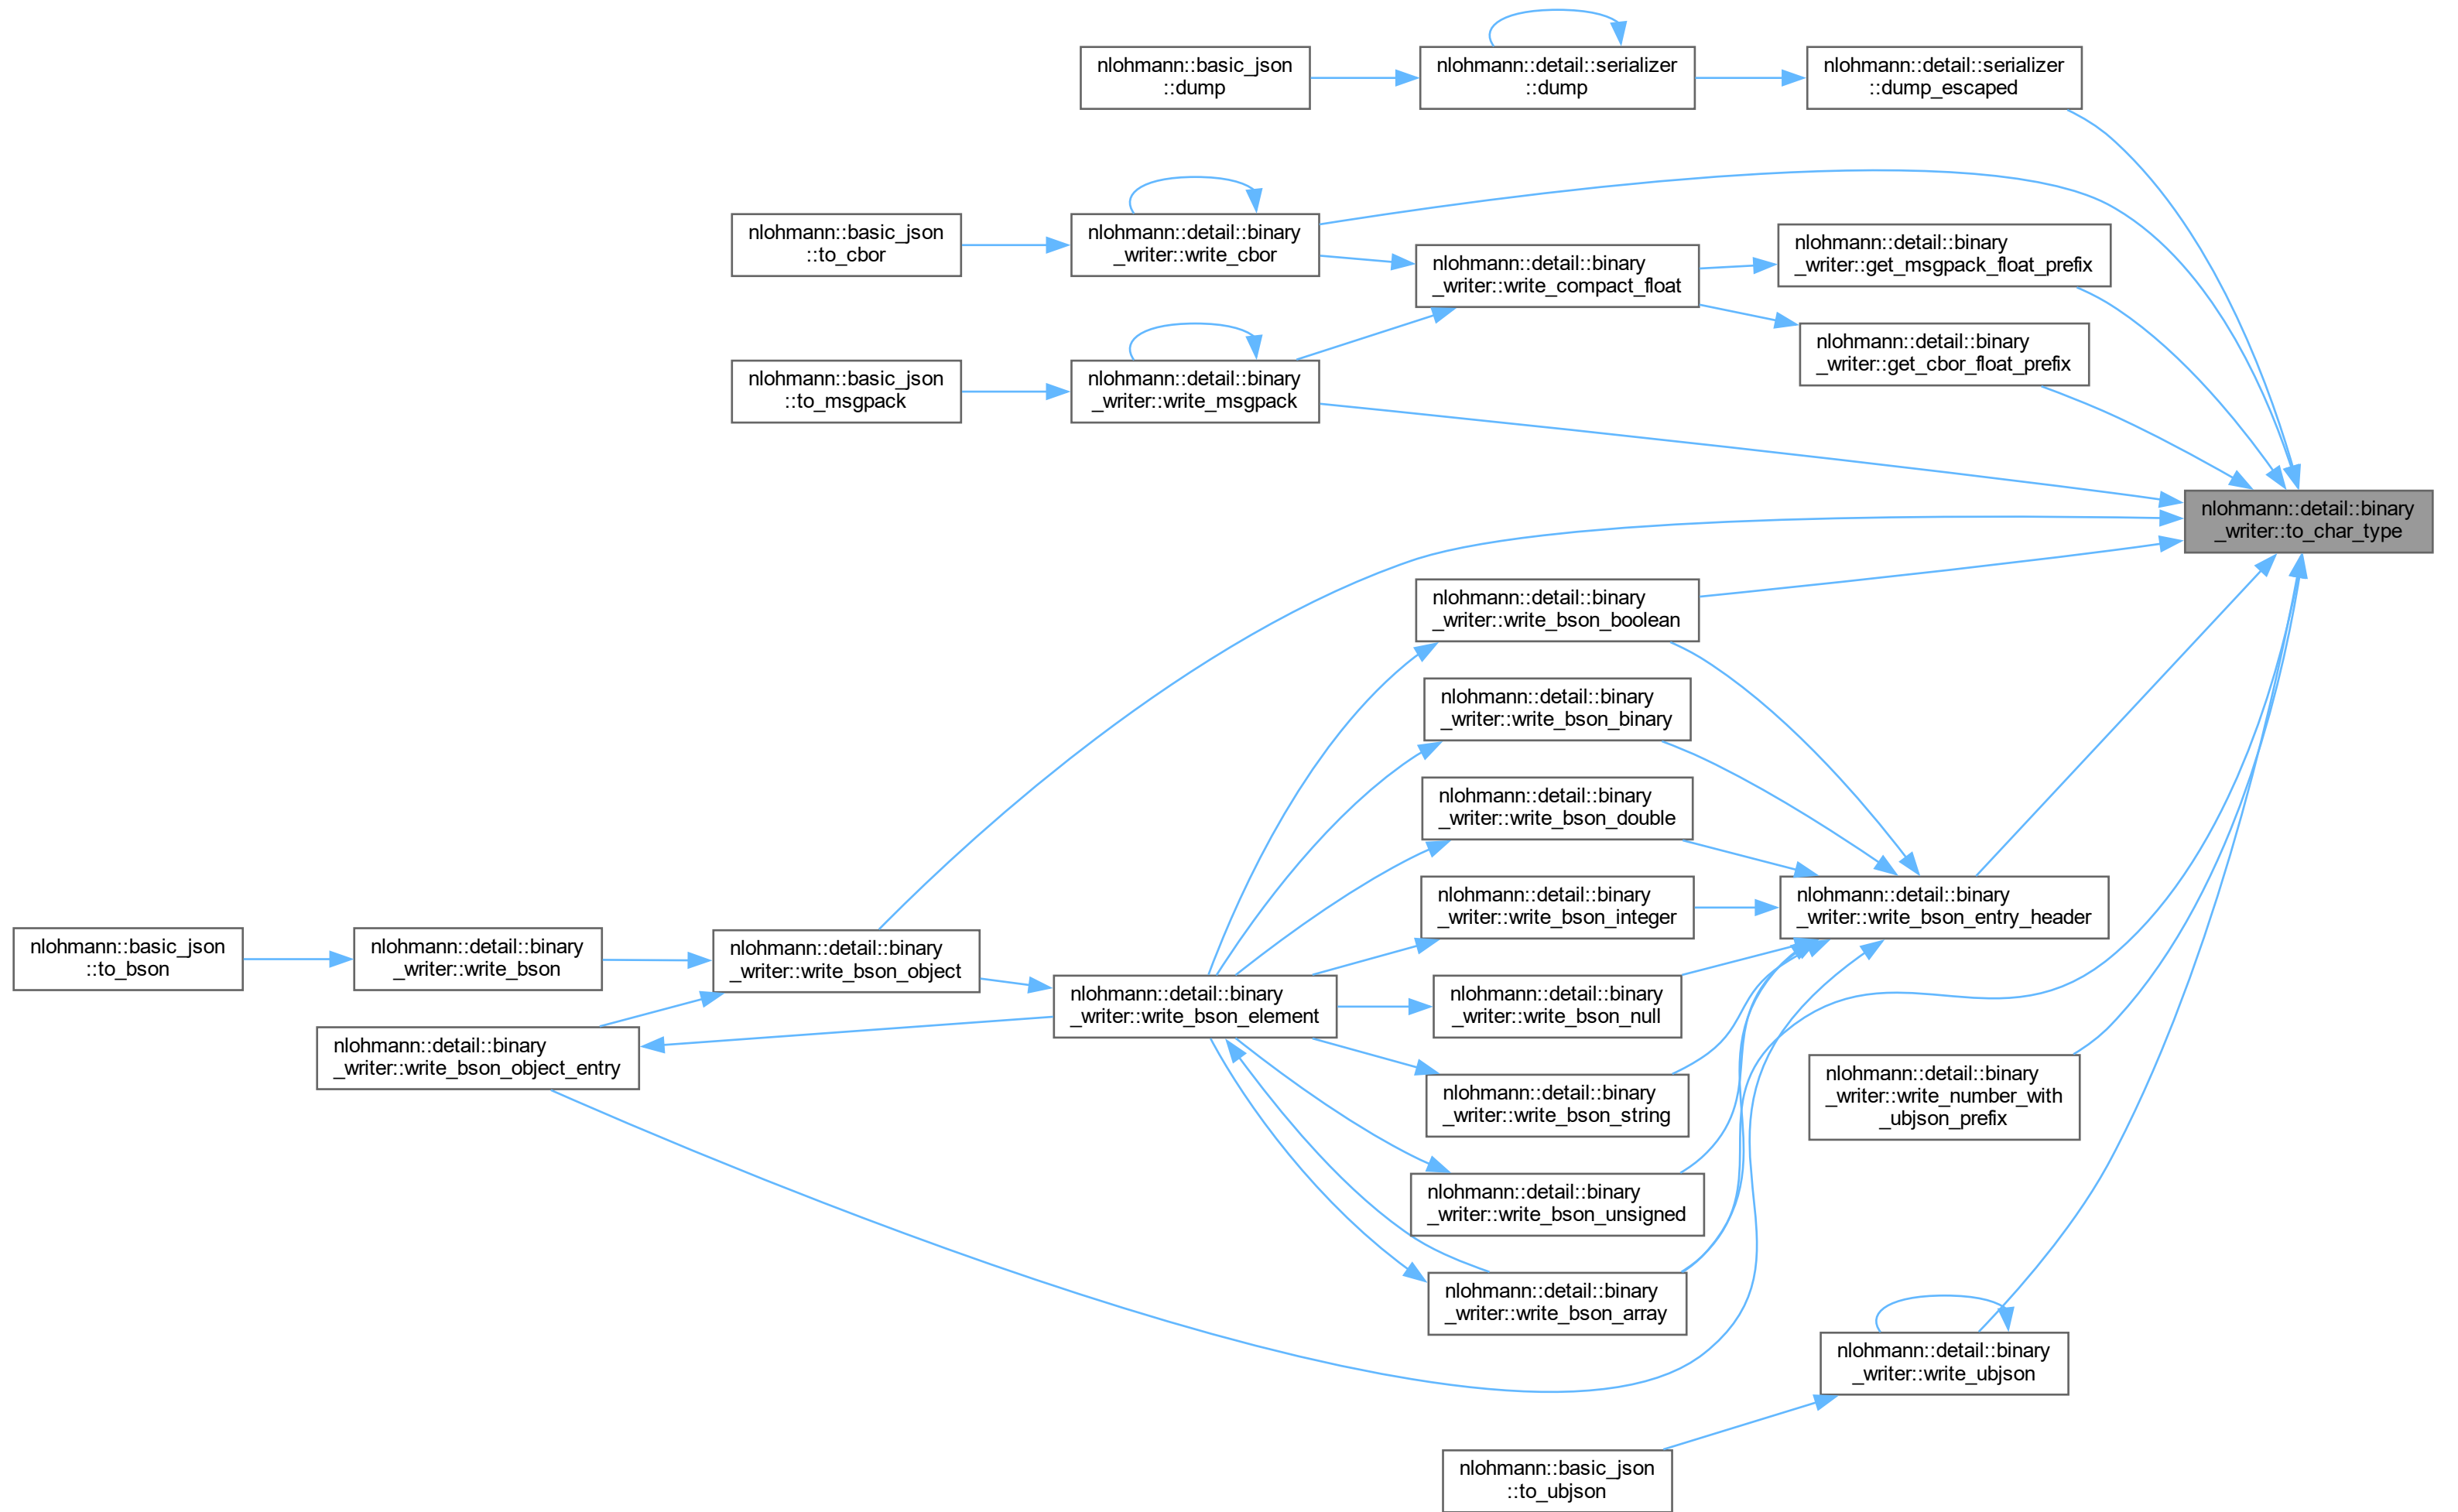 nlohmann::basic_json
::dump
nlohmann::detail::serializer
::dump
nlohmann::detail::serializer
::dump_escaped
nlohmann::basic_json
::to_cbor
nlohmann::detail::binary
_writer::write_cbor
nlohmann::detail::binary
_writer::write_compact_float
nlohmann::detail::binary
_writer::get_msgpack_float_prefix
nlohmann::detail::binary
_writer::get_cbor_float_prefix
nlohmann::basic_json
::to_msgpack
nlohmann::detail::binary
_writer::write_msgpack
nlohmann::detail::binary
_writer::to_char_type
nlohmann::detail::binary
_writer::write_bson_boolean
nlohmann::detail::binary
_writer::write_bson_binary
nlohmann::detail::binary
_writer::write_bson_double
nlohmann::detail::binary
_writer::write_bson_integer
nlohmann::detail::binary
_writer::write_bson_entry_header
nlohmann::basic_json
::to_bson
nlohmann::detail::binary
_writer::write_bson
nlohmann::detail::binary
_writer::write_bson_object
nlohmann::detail::binary
_writer::write_bson_element
nlohmann::detail::binary
_writer::write_bson_null
nlohmann::detail::binary
_writer::write_bson_object_entry
nlohmann::detail::binary
_writer::write_bson_string
nlohmann::detail::binary
_writer::write_number_with
_ubjson_prefix
nlohmann::detail::binary
_writer::write_bson_unsigned
nlohmann::detail::binary
_writer::write_bson_array
nlohmann::detail::binary
_writer::write_ubjson
nlohmann::basic_json
::to_ubjson